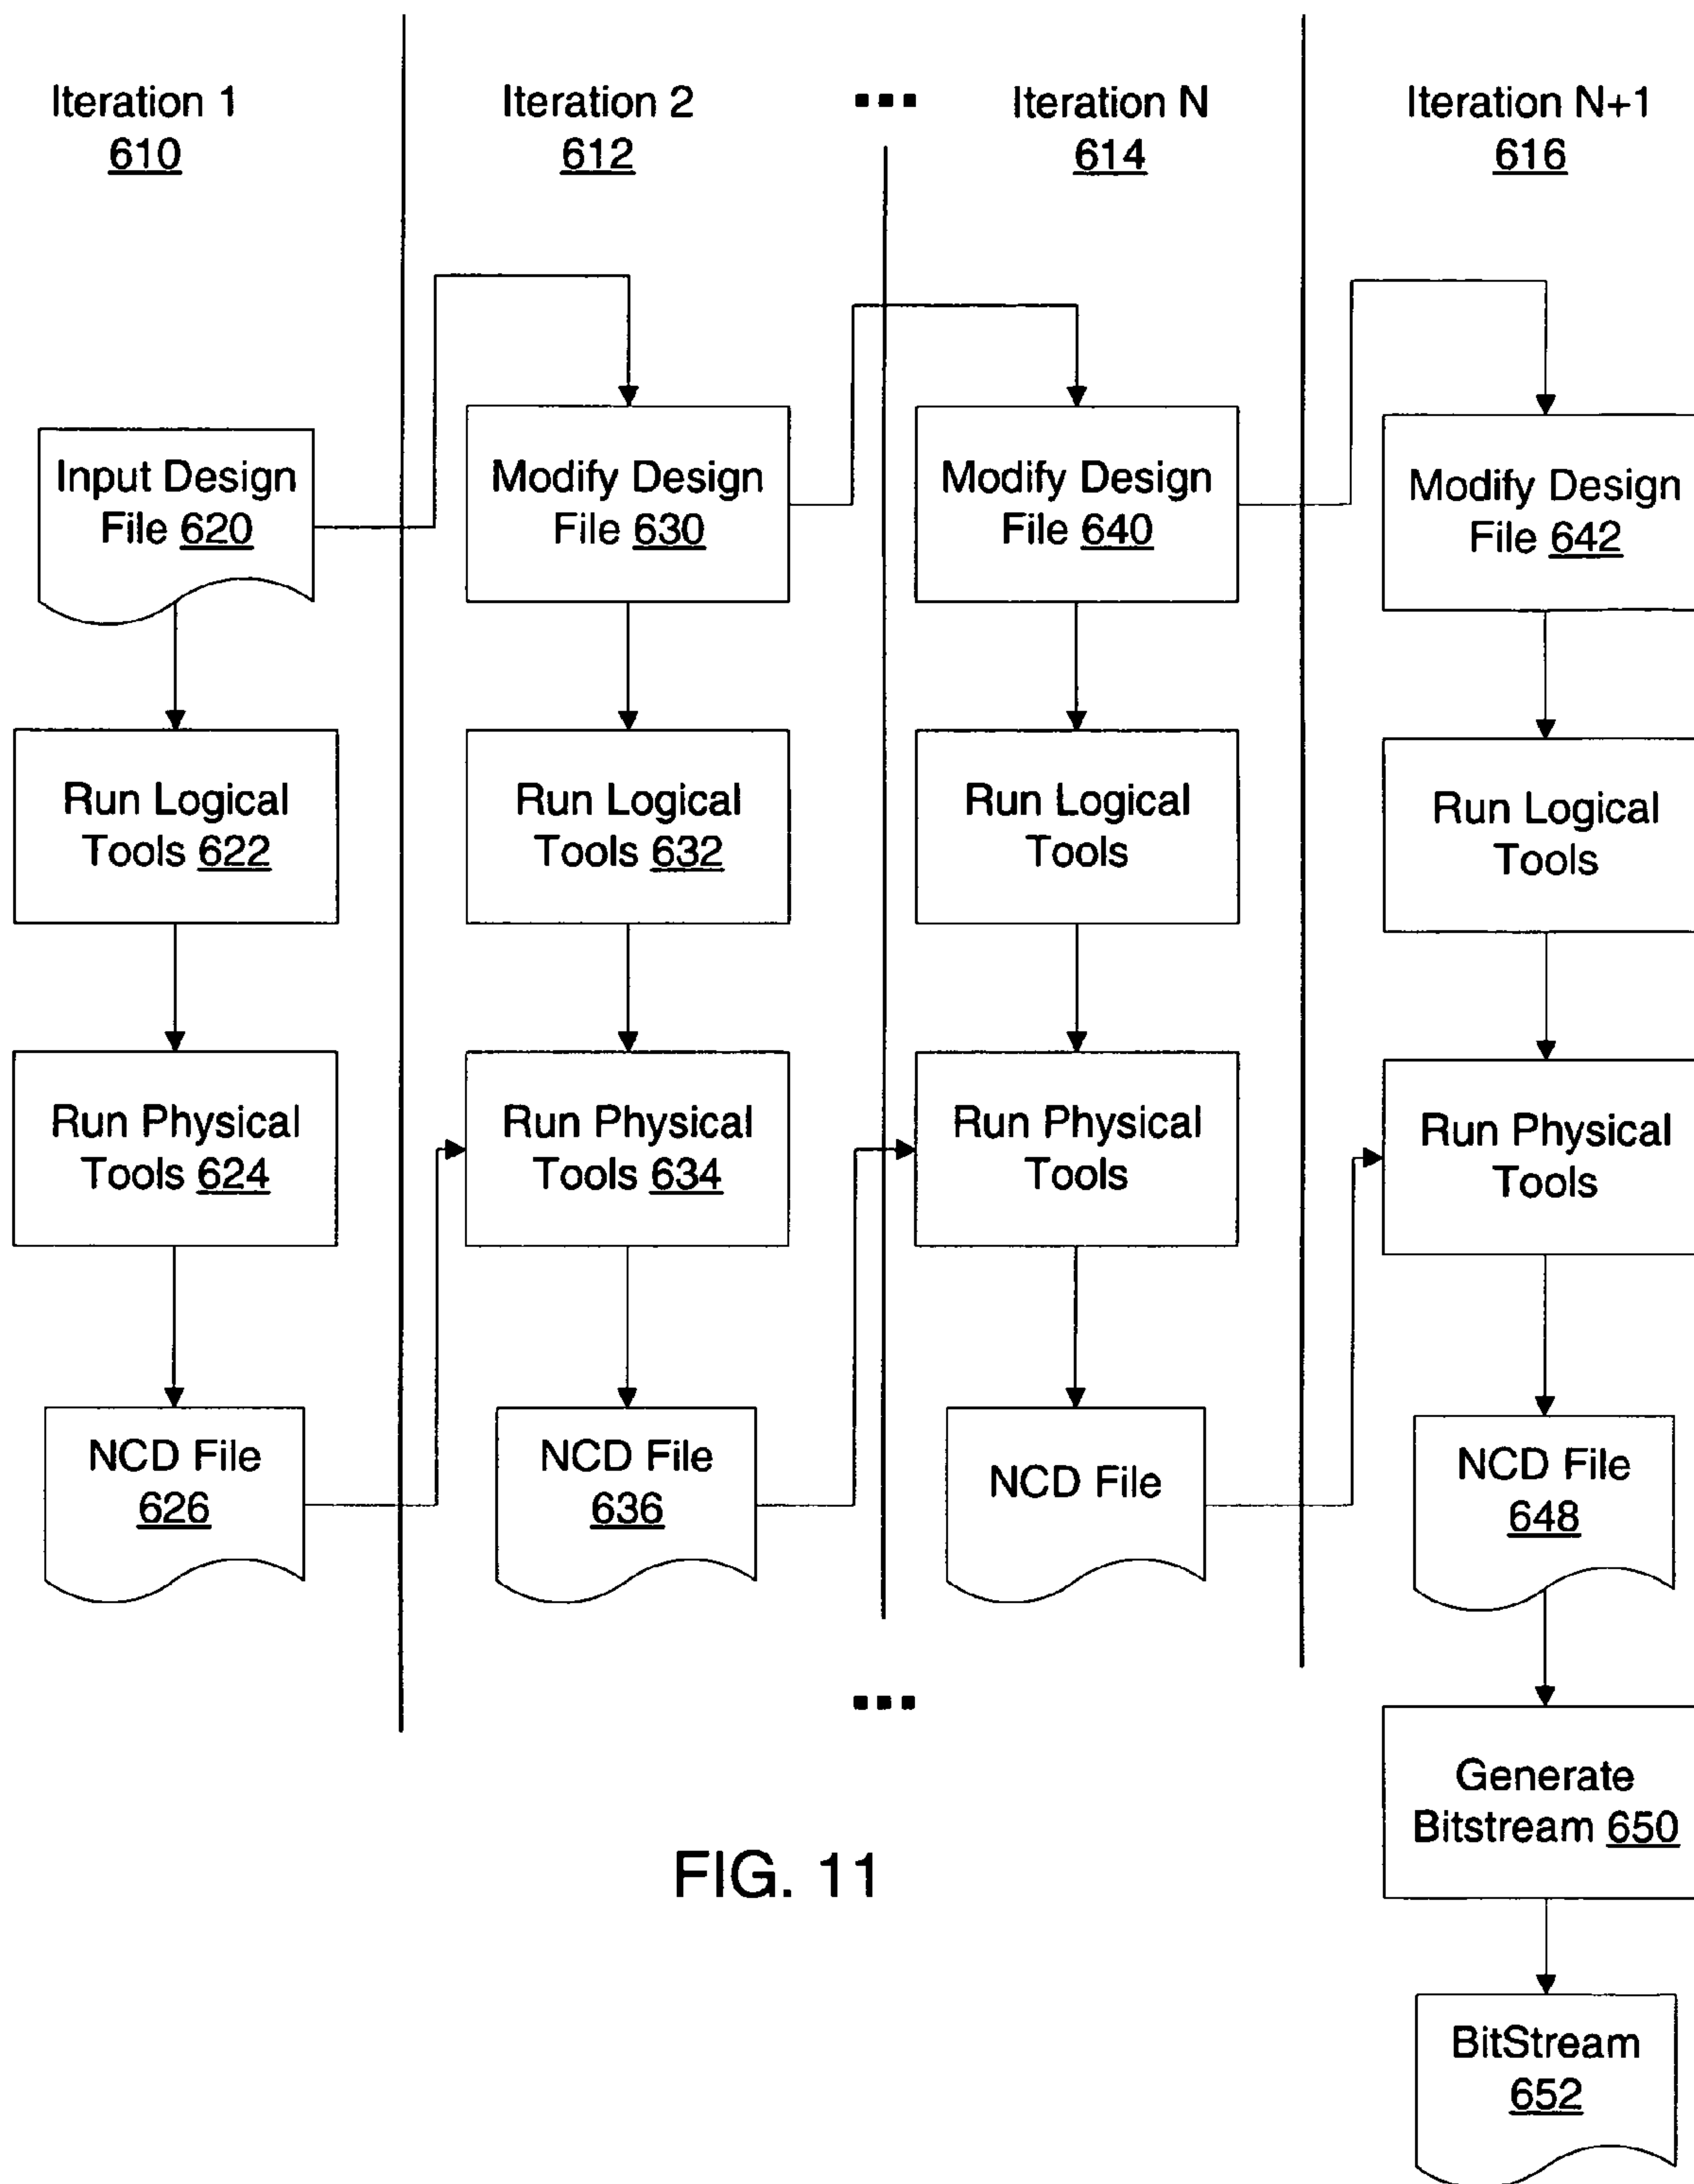 Iteration 1
610
Iteration 2
612
...
Iteration N
614
Iteration N+1
616
Input Design
File 620
Modify Design
File 630
Modify Design
File 640
Modify Design
File 642
Run Logical
Tools 622
Run Logical
Tools 632
Run Logical
Tools
Run Logical
Tools
Run Physical
Tools 624
Run Physical
Tools 634
Run Physical
Tools
Run Physical
Tools
NCD File
626
NCD File
636
NCD File
NCD File
648
...
Generate
Bitstream 650
FIG. 11
BitStream
652